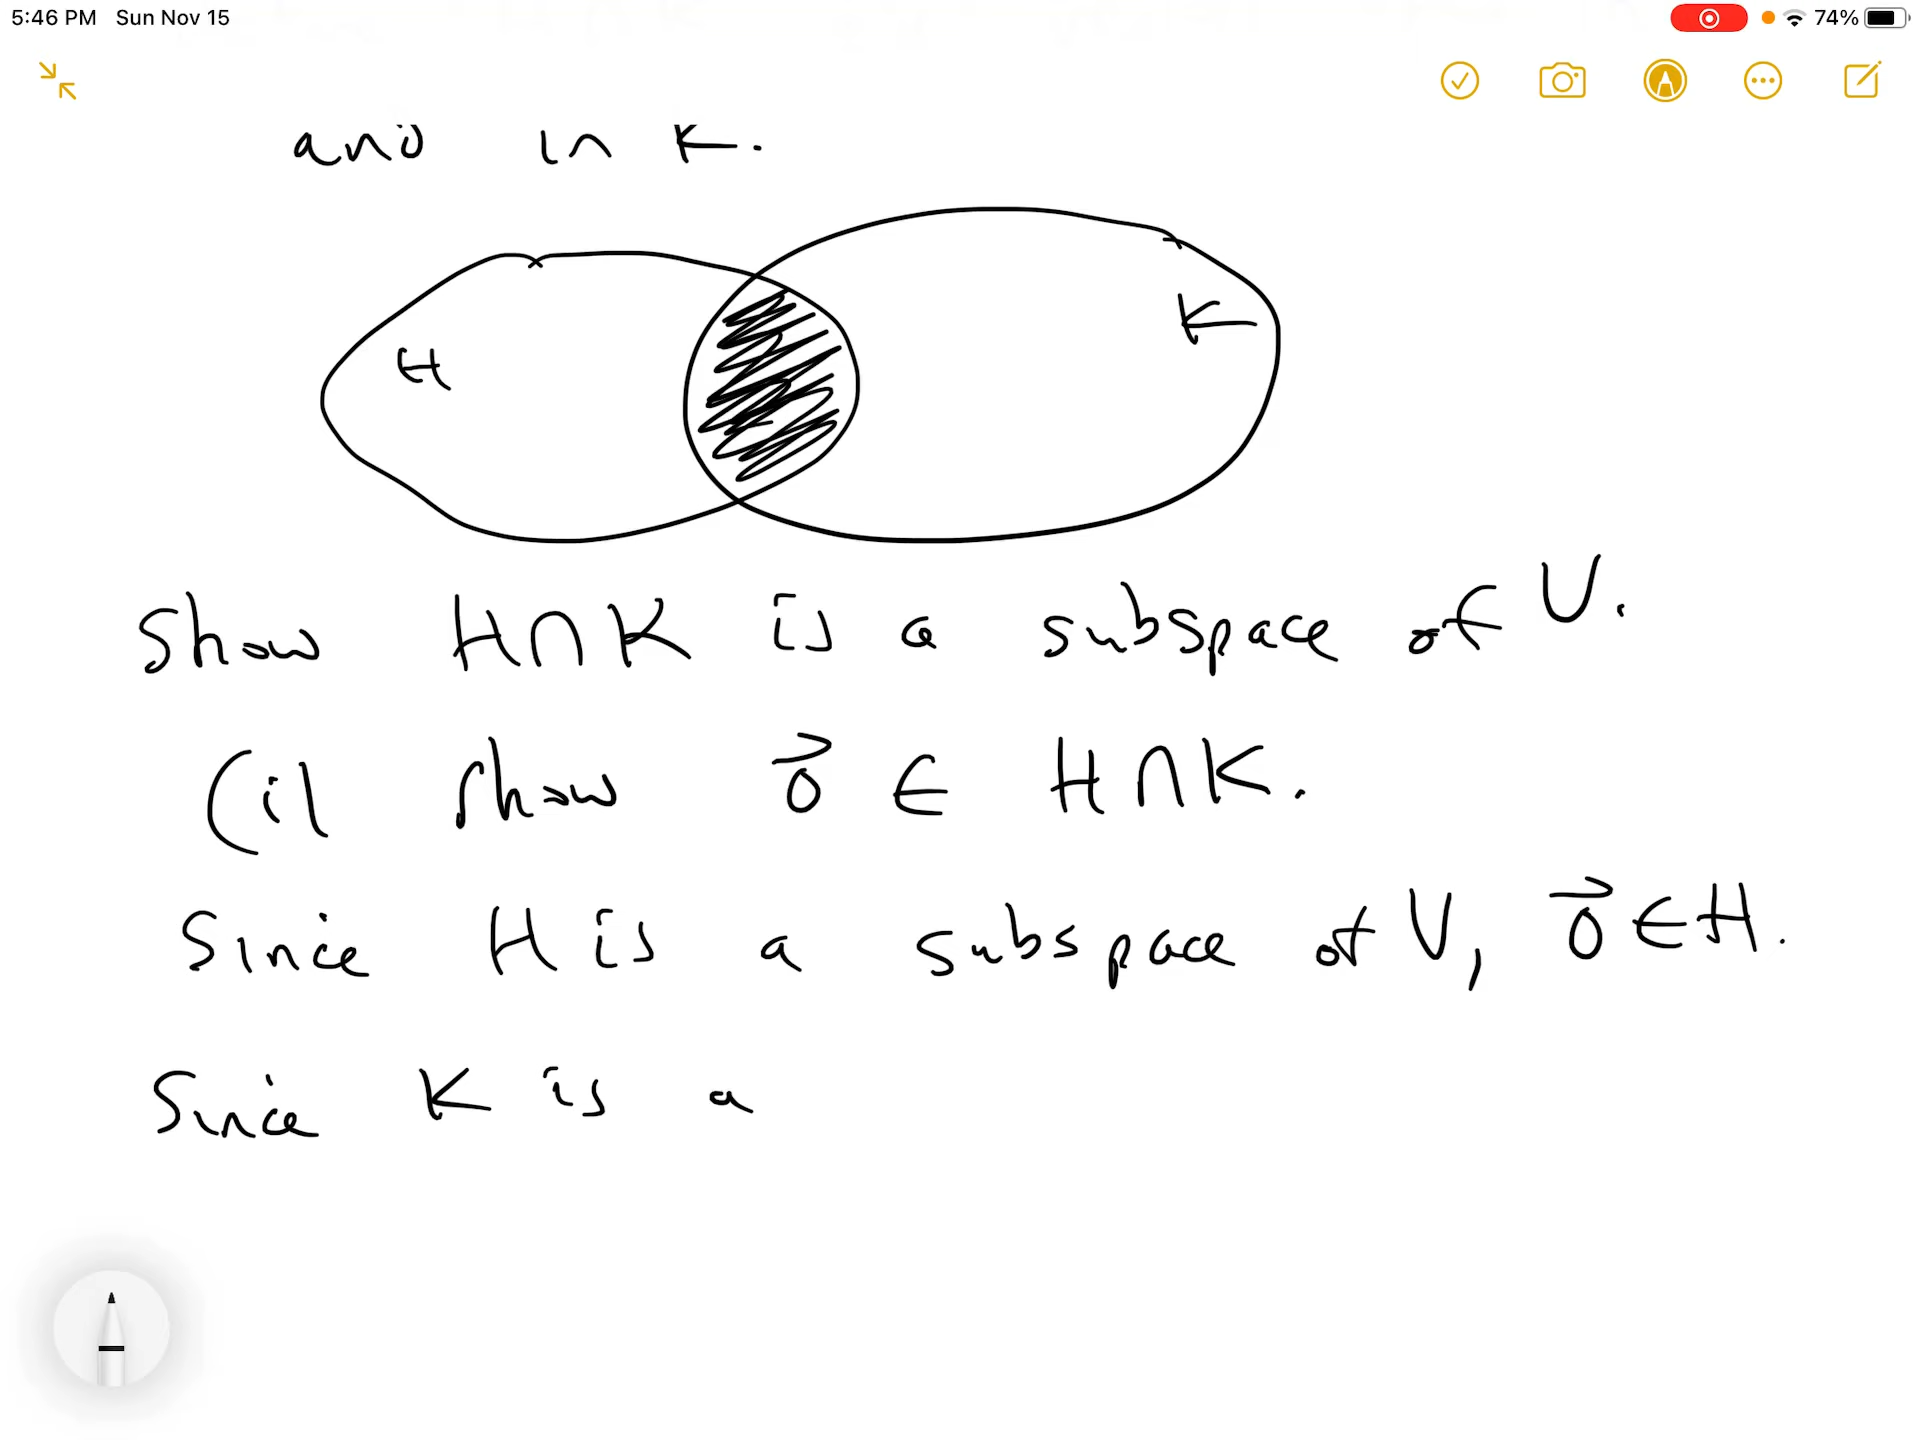 5:46 PM Sun Nov 15 74%
and in K.
H
K
Show H∩K is a subspace of V.
(i) show 0⃗ ∈ H∩K.
Since H is a subspace of V, 0⃗ ∈ H.
Since K is a